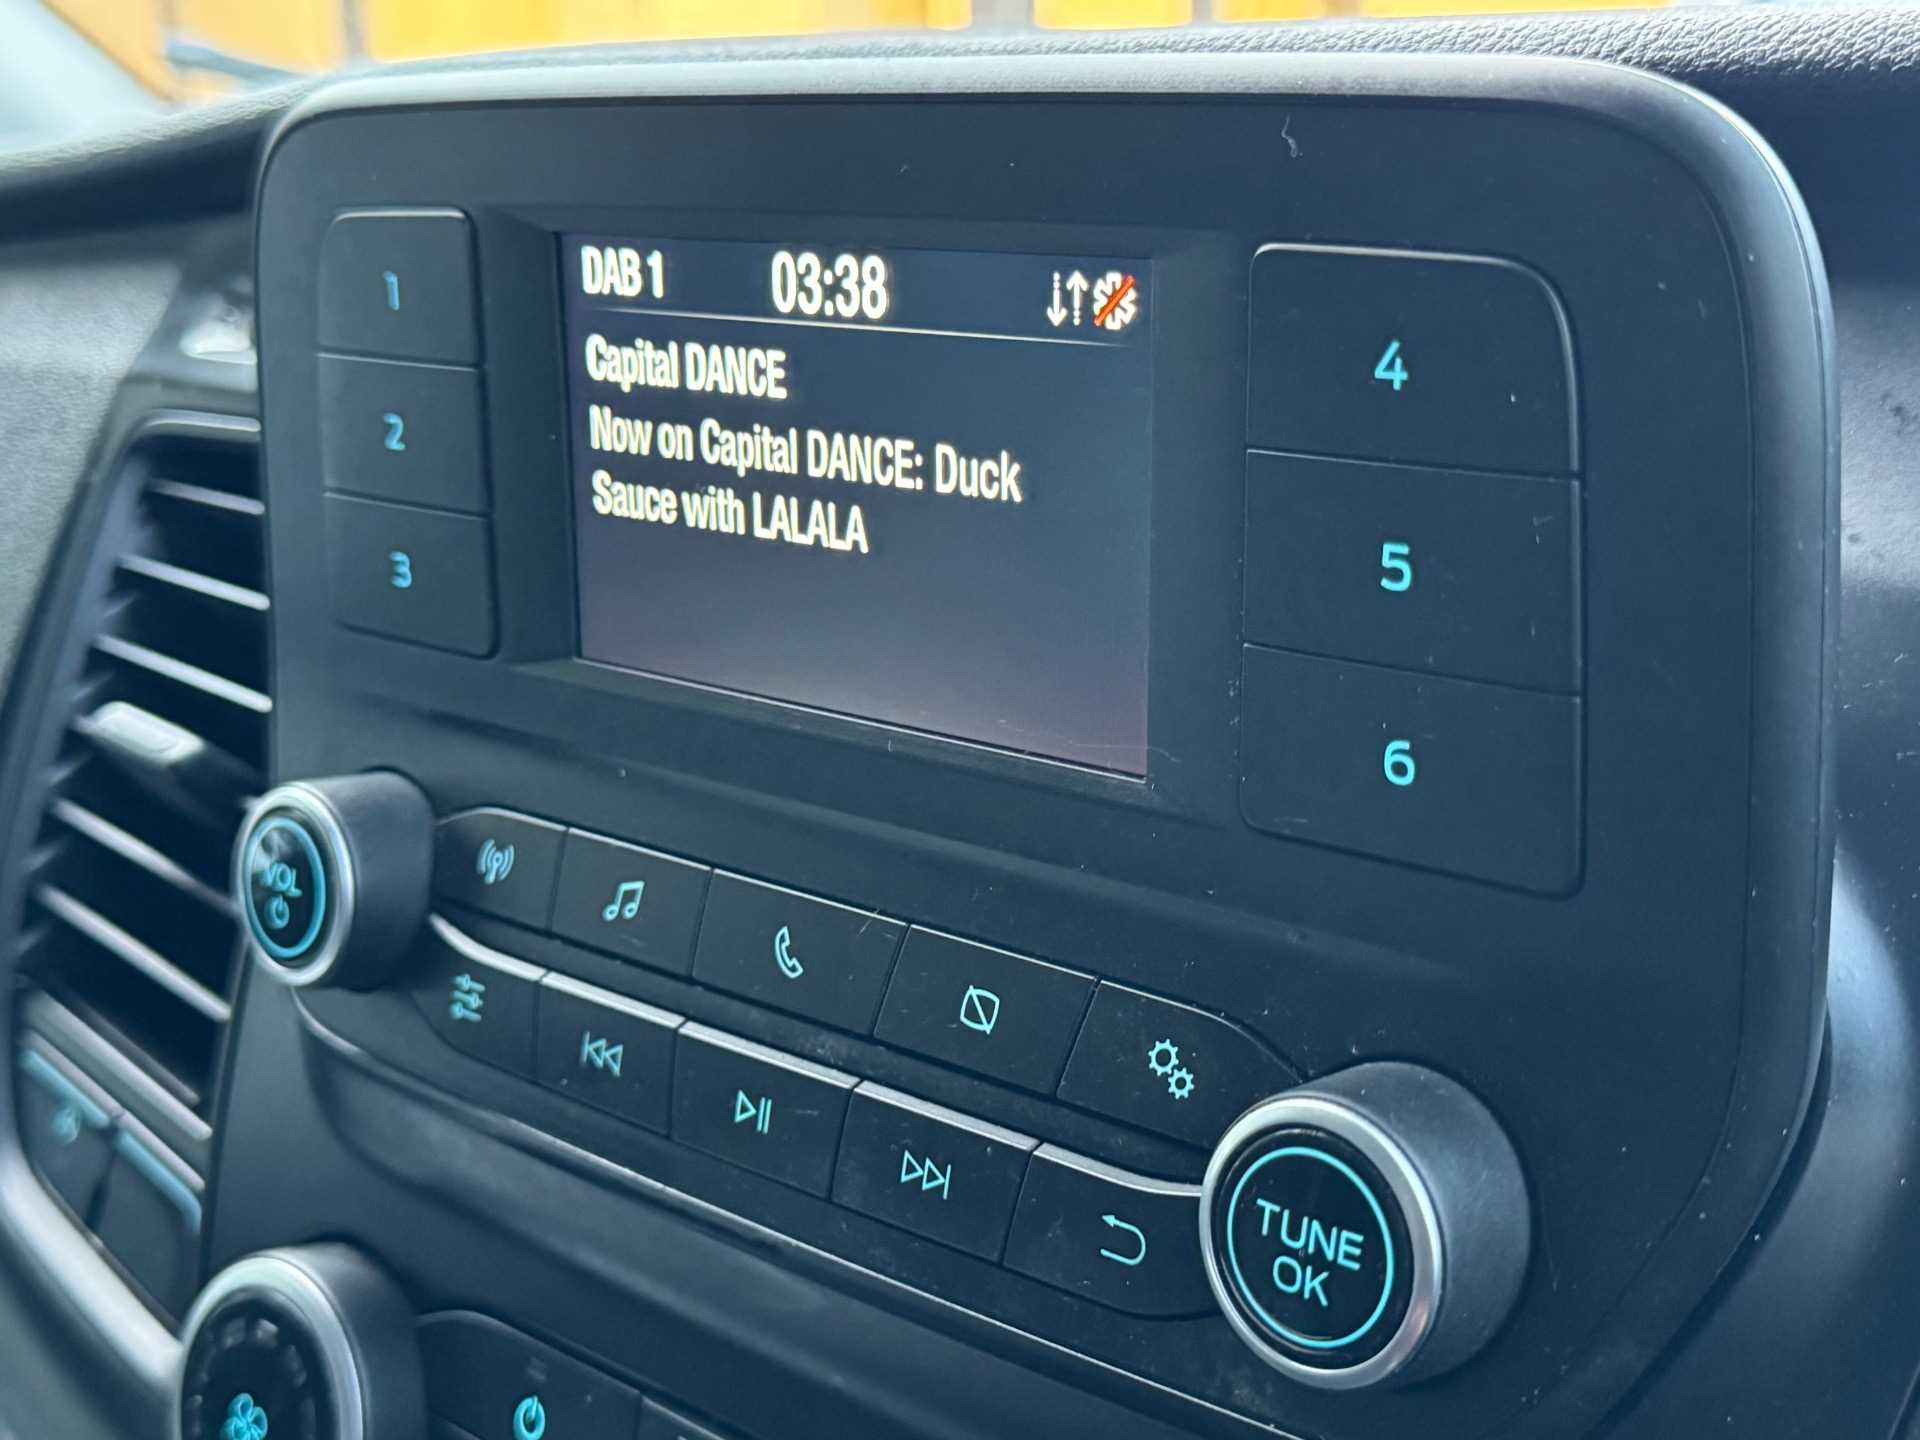 DAB 1 03:38
Capital DANCE
Now on Capital DANCE: Duck
Sauce with LALALA
1
2
3
4
5
6
VOL
TUNE
OK